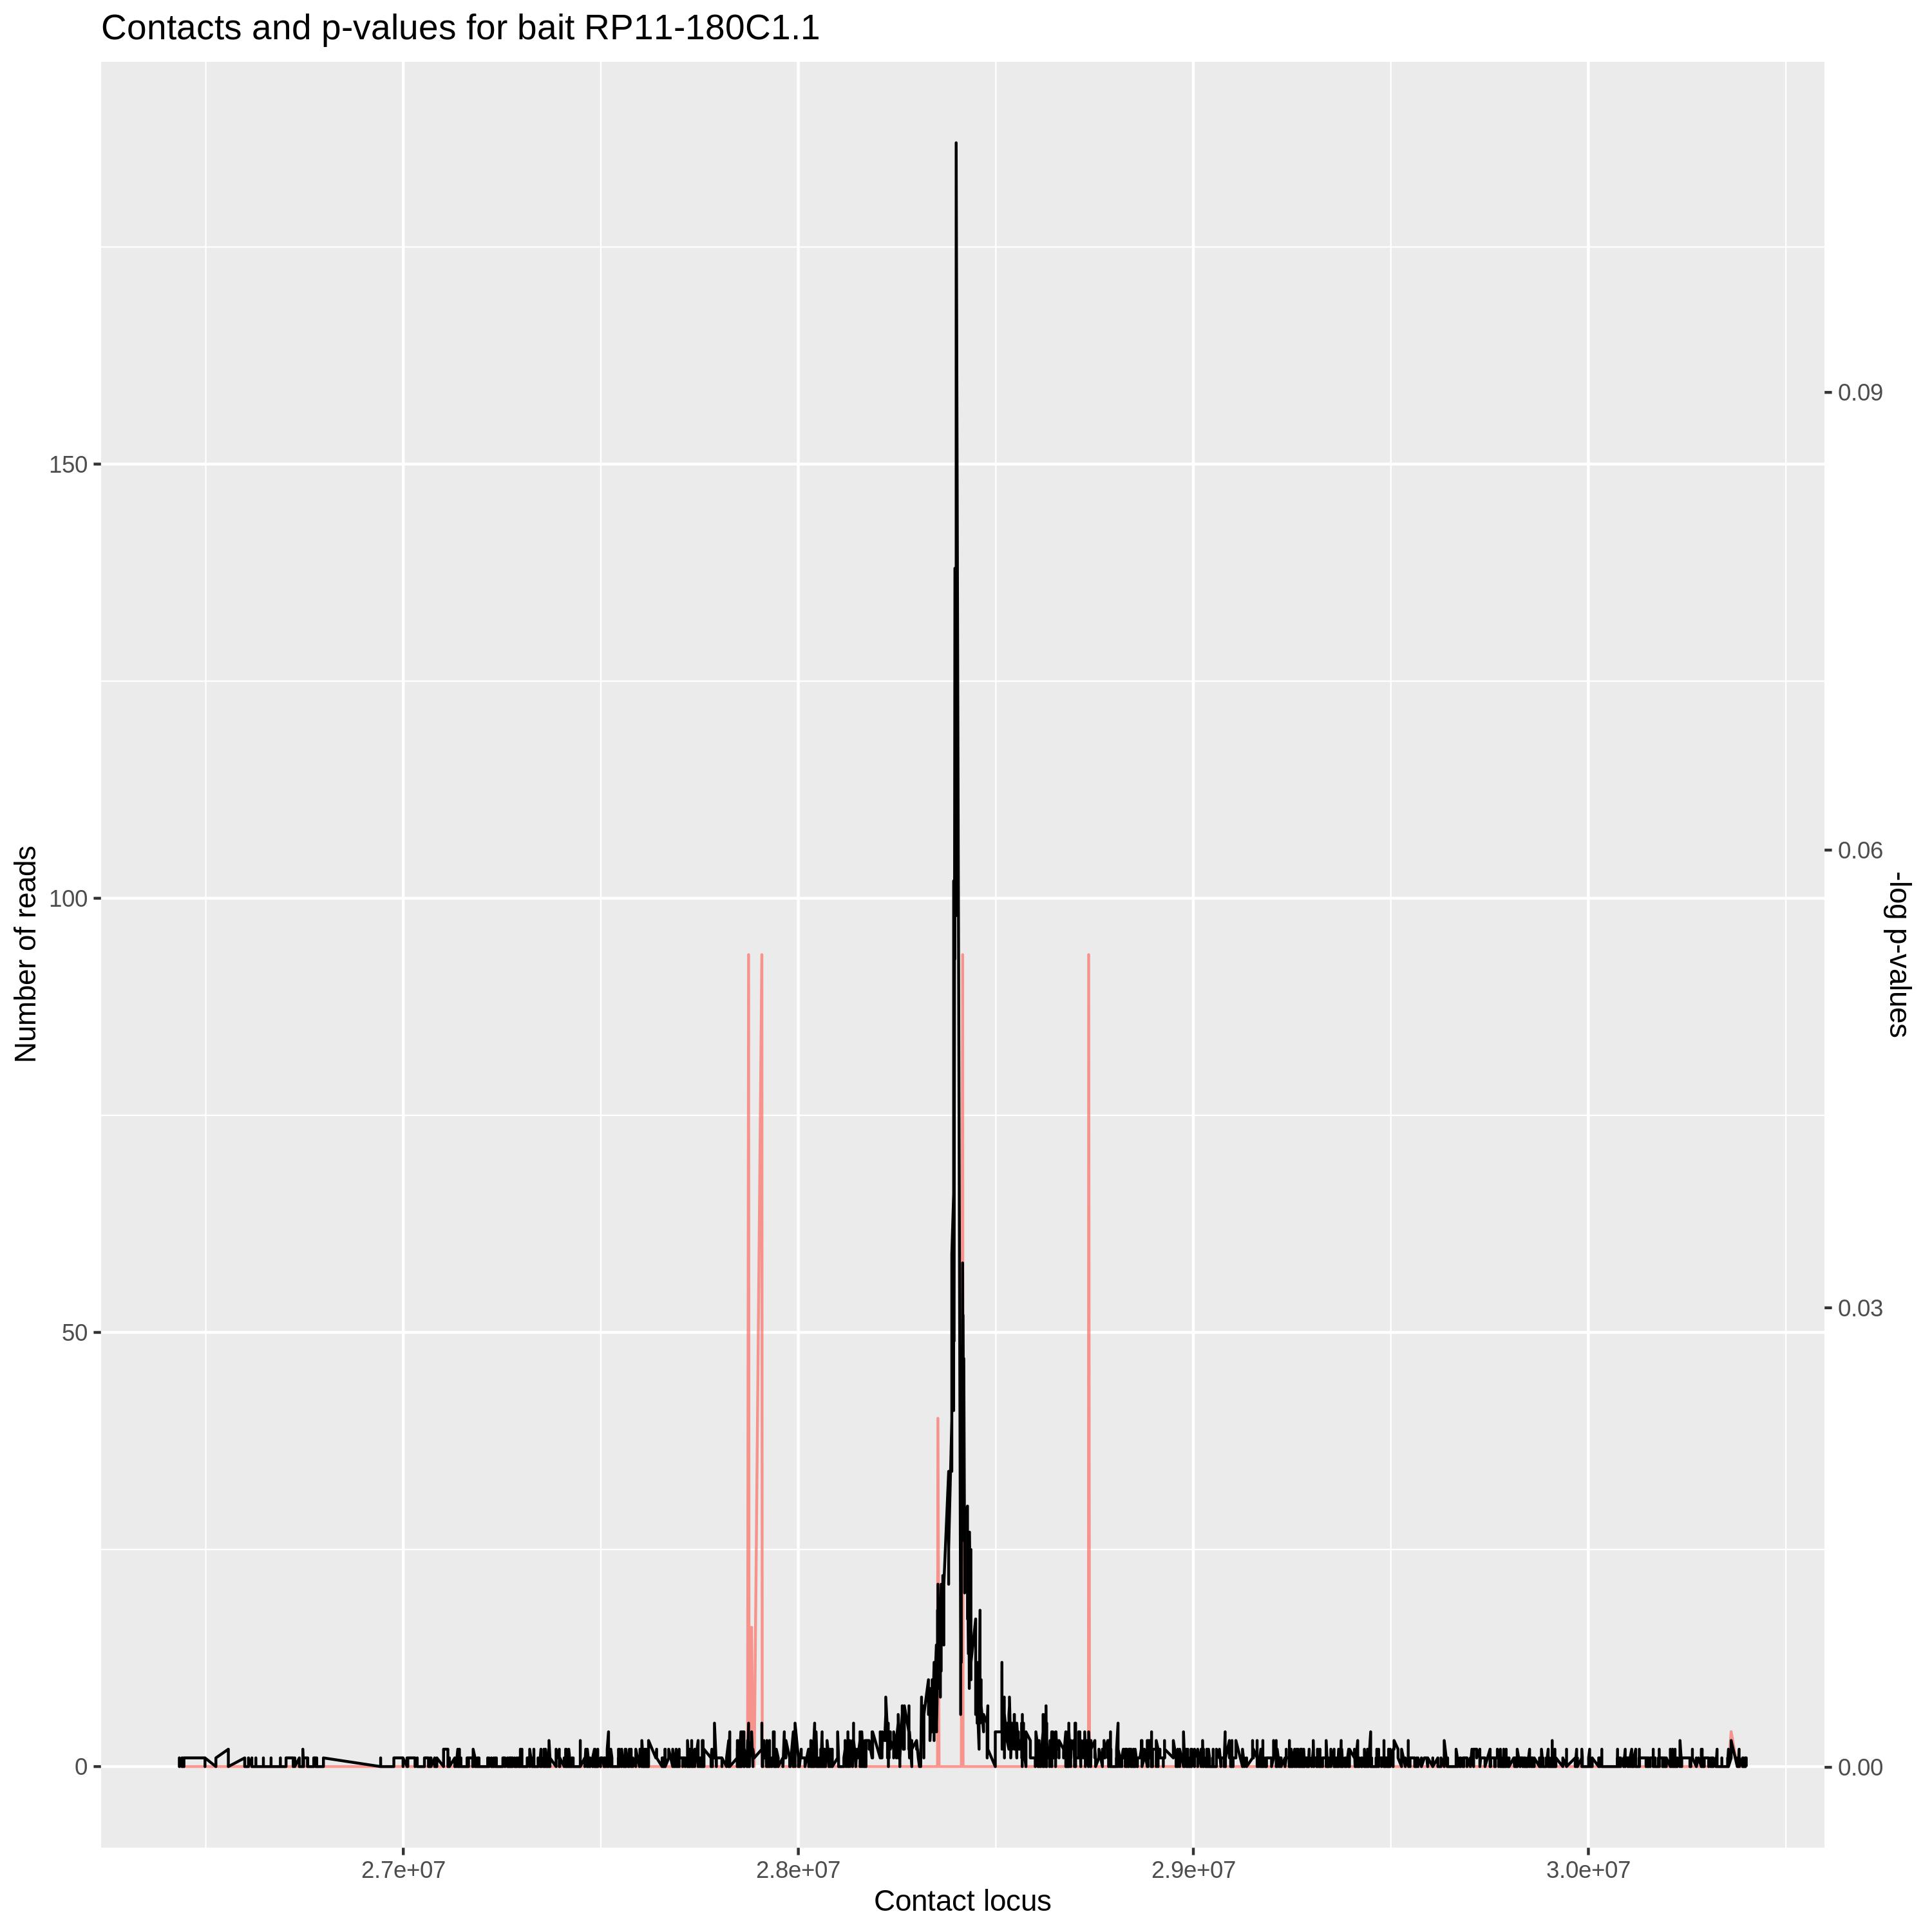 Contacts and p-values for bait RP11-180C1.1
150
100
50
0
Number of reads
0.09
0.06
0.03
0.00
-log p-values
2.7e+07 2.8e+07 2.9e+07 3.0e+07
Contact locus